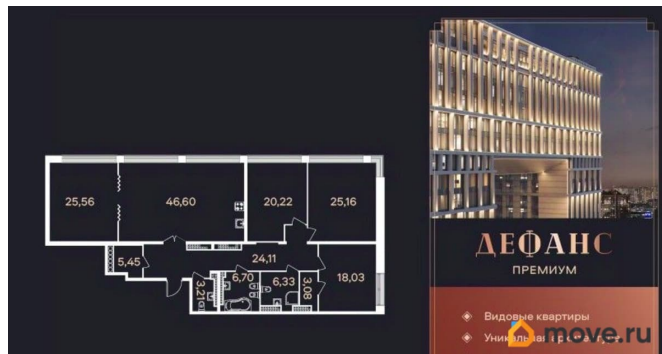 25,56
46,60
20,22
25,16
5,45
24,11
3,21
6,70
6,33
3,08
18,03
ДЕФАНС
ПРЕМИУМ
Видовые квартиры
move.ru